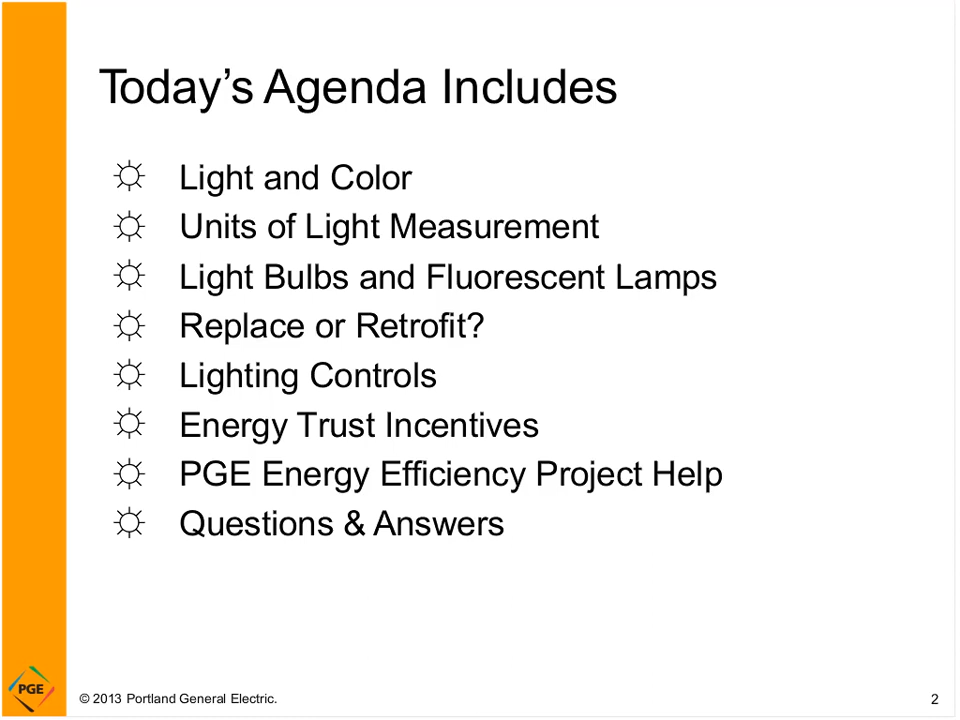 Today’s Agenda Includes
Light and Color
Units of Light Measurement
Light Bulbs and Fluorescent Lamps
Replace or Retrofit?
Lighting Controls
Energy Trust Incentives
PGE Energy Efficiency Project Help
Questions & Answers
PGE
© 2013 Portland General Electric.
2